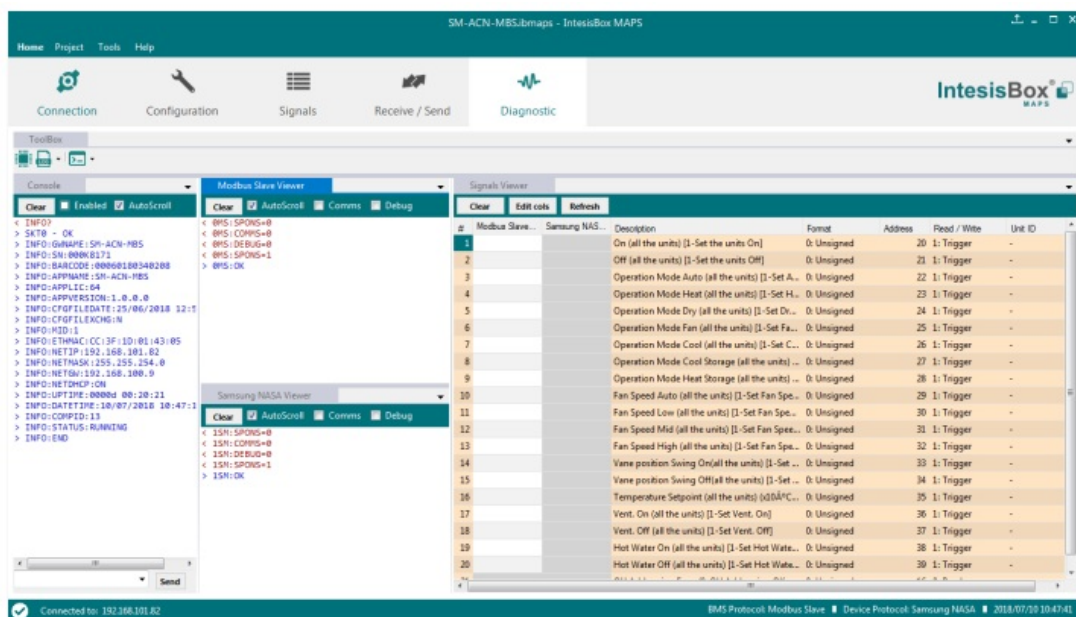 SM-ACN-MBS.ibmaps - IntesisBox MAPS
Home Project Tools Help
Connection
Configuration
Signals
Receive / Send
Diagnostic
IntesisBox®
MAPS
ToolBox
Console
Clear Enabled AutoScroll
< INFO?
> SKT0 - OK
> INFO:GWNAME:SM-ACN-MBS
> INFO:SN:000K8171
> INFO:BARCODE:00060180340208
> INFO:APPNAME:SM-ACN-MBS
> INFO:APPLIC:64
> INFO:APPVERSION:1.0.0.0
> INFO:CFGFILEDATE:25/06/2018 12:5
> INFO:CFGFILEXCHG:N
> INFO:MID:1
> INFO:ETHMAC:CC:3F:1D:01:43:05
> INFO:NETIP:192.168.101.82
> INFO:NETMASK:255.255.254.0
> INFO:NETGW:192.168.100.9
> INFO:NETDHCP:ON
> INFO:UPTIME:0000d 00:20:21
> INFO:DATETIME:10/07/2018 10:47:1
> INFO:COMPID:13
> INFO:STATUS:RUNNING
> INFO:END
Send
Modbus Slave Viewer
Clear AutoScroll Comms Debug
< 0MS:SPONS=0
< 0MS:COMMS=0
< 0MS:DEBUG=0
< 0MS:SPONS=1
> 0MS:OK
Samsung NASA Viewer
Clear AutoScroll Comms Debug
< 1SM:SPONS=0
< 1SM:COMMS=0
< 1SM:DEBUG=0
< 1SM:SPONS=1
> 1SM:OK
Signals Viewer
Clear Edit cols Refresh
# Modbus Slave... Samsung NAS... Description Format Address Read / Write Unit ID
1 On (all the units) [1-Set the units On] 0: Unsigned 20 1: Trigger -
2 Off (all the units) [1-Set the units Off] 0: Unsigned 21 1: Trigger -
3 Operation Mode Auto (all the units) [1-Set A... 0: Unsigned 22 1: Trigger -
4 Operation Mode Heat (all the units) [1-Set H... 0: Unsigned 23 1: Trigger -
5 Operation Mode Dry (all the units) [1-Set Dr... 0: Unsigned 24 1: Trigger -
6 Operation Mode Fan (all the units) [1-Set Fa... 0: Unsigned 25 1: Trigger -
7 Operation Mode Cool (all the units) [1-Set C... 0: Unsigned 26 1: Trigger -
8 Operation Mode Cool Storage (all the units) ... 0: Unsigned 27 1: Trigger -
9 Operation Mode Heat Storage (all the units) ... 0: Unsigned 28 1: Trigger -
10 Fan Speed Auto (all the units) [1-Set Fan Spe... 0: Unsigned 29 1: Trigger -
11 Fan Speed Low (all the units) [1-Set Fan Spe... 0: Unsigned 30 1: Trigger -
12 Fan Speed Mid (all the units) [1-Set Fan Spee... 0: Unsigned 31 1: Trigger -
13 Fan Speed High (all the units) [1-Set Fan Spe... 0: Unsigned 32 1: Trigger -
14 Vane position Swing On(all the units) [1-Set ... 0: Unsigned 33 1: Trigger -
15 Vane position Swing Off(all the units) [1-Set ... 0: Unsigned 34 1: Trigger -
16 Temperature Setpoint (all the units) (x10Â°C... 0: Unsigned 35 1: Trigger -
17 Vent. On (all the units) [1-Set Vent. On] 0: Unsigned 36 1: Trigger -
18 Vent. Off (all the units) [1-Set Vent. Off] 0: Unsigned 37 1: Trigger -
19 Hot Water On (all the units) [1-Set Hot Wate... 0: Unsigned 38 1: Trigger -
20 Hot Water Off (all the units) [1-Set Hot Wate... 0: Unsigned 39 1: Trigger -
Connected to: 192.168.101.82
BMS Protocol: Modbus Slave Device Protocol: Samsung NASA 2018/07/10 10:47:41